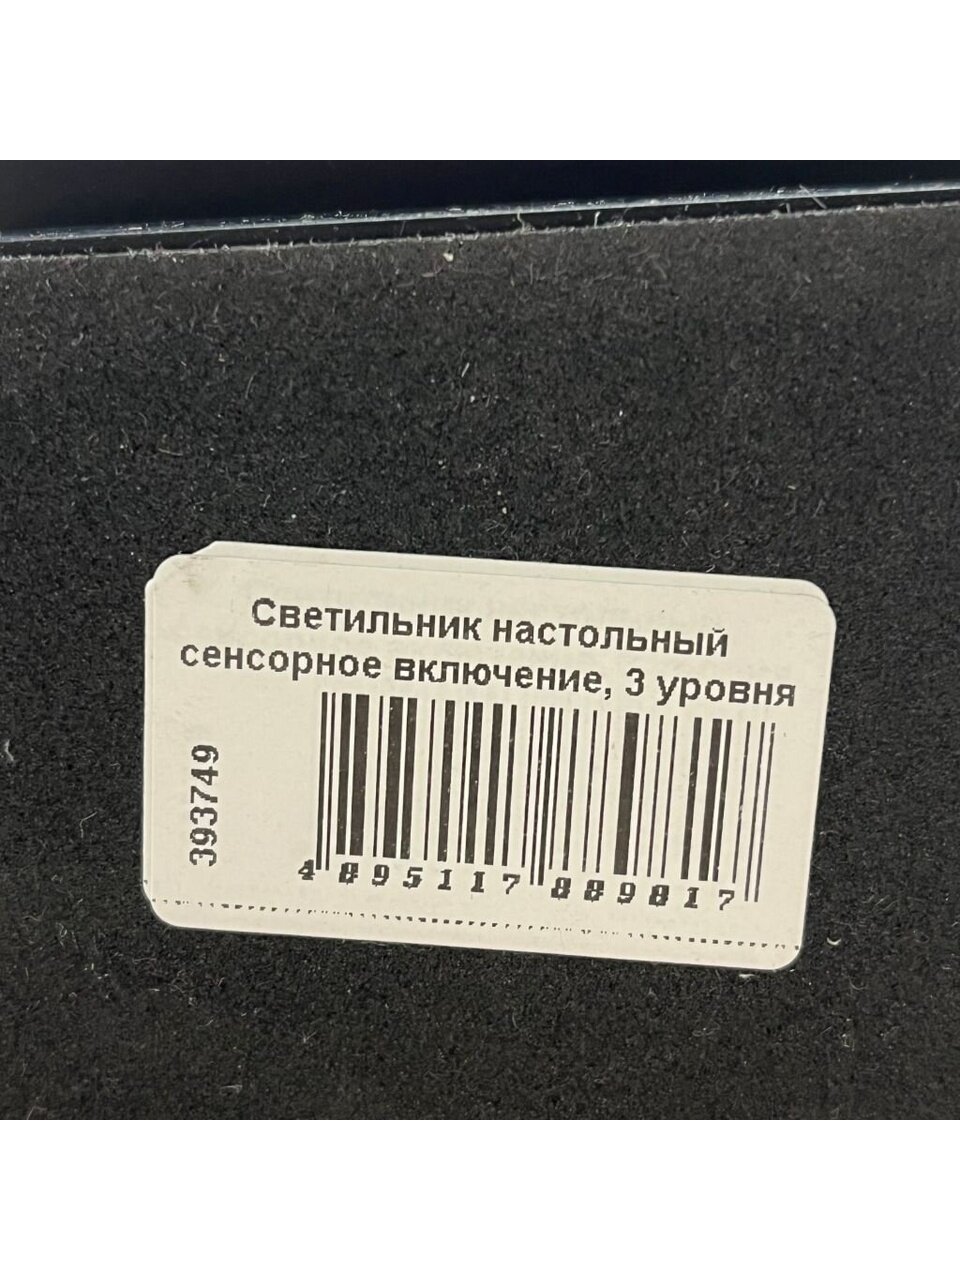 Светильник настольный
сенсорное включение, 3 уровня
393749
4 895117 889817